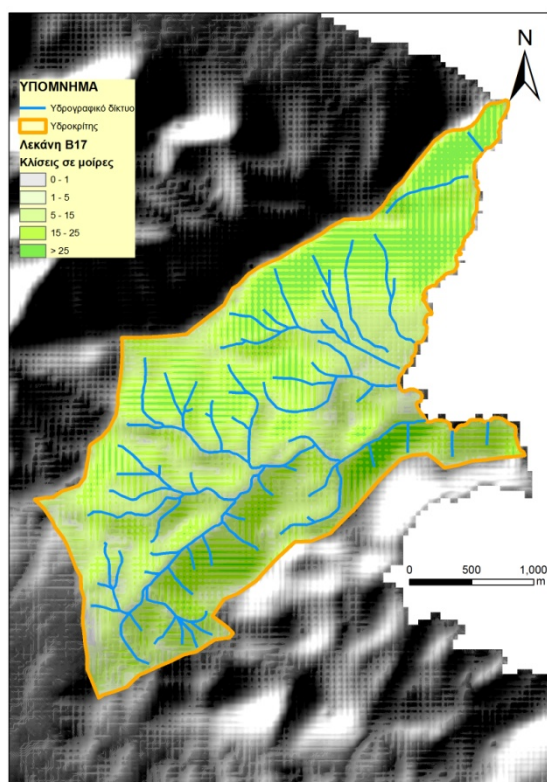 N
ΥΠΟΜΝΗΜΑ
Υδρογραφικό δίκτυο
Υδροκρίτης
Λεκάνη Β17
Κλίσεις σε μοίρες
0 - 1
1 - 5
5 - 15
15 - 25
> 25
0 500 1,000
m